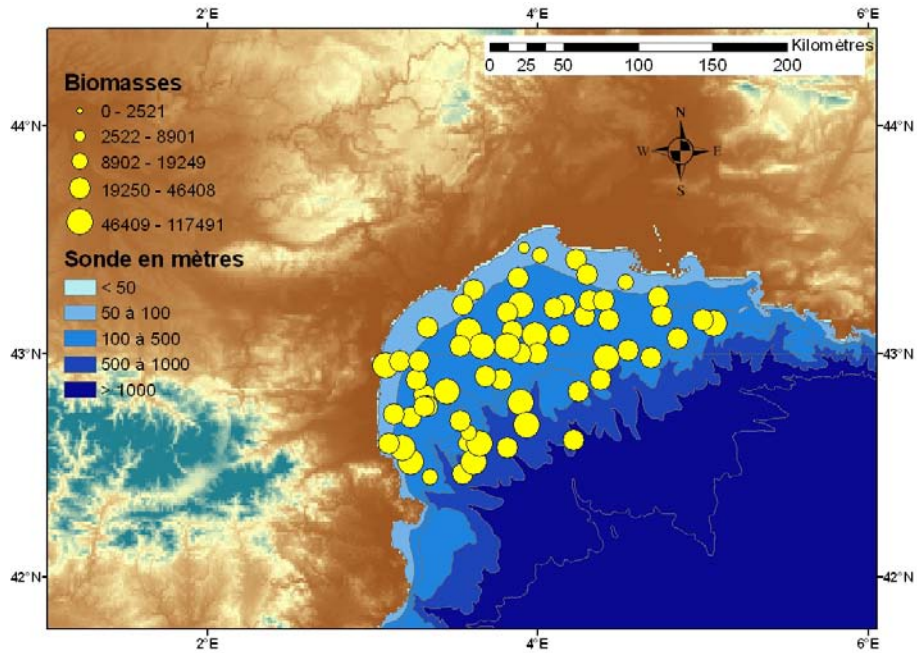 2°E 4°E 6°E
Kilomètres
0 25 50 100 150 200
Biomasses
0 - 2521
2522 - 8901
8902 - 19249
19250 - 46408
46409 - 117491
Sonde en mètres
< 50
50 à 100
100 à 500
500 à 1000
> 1000
N
W E
S
44°N 44°N
43°N 43°N
42°N 42°N
2°E 4°E 6°E